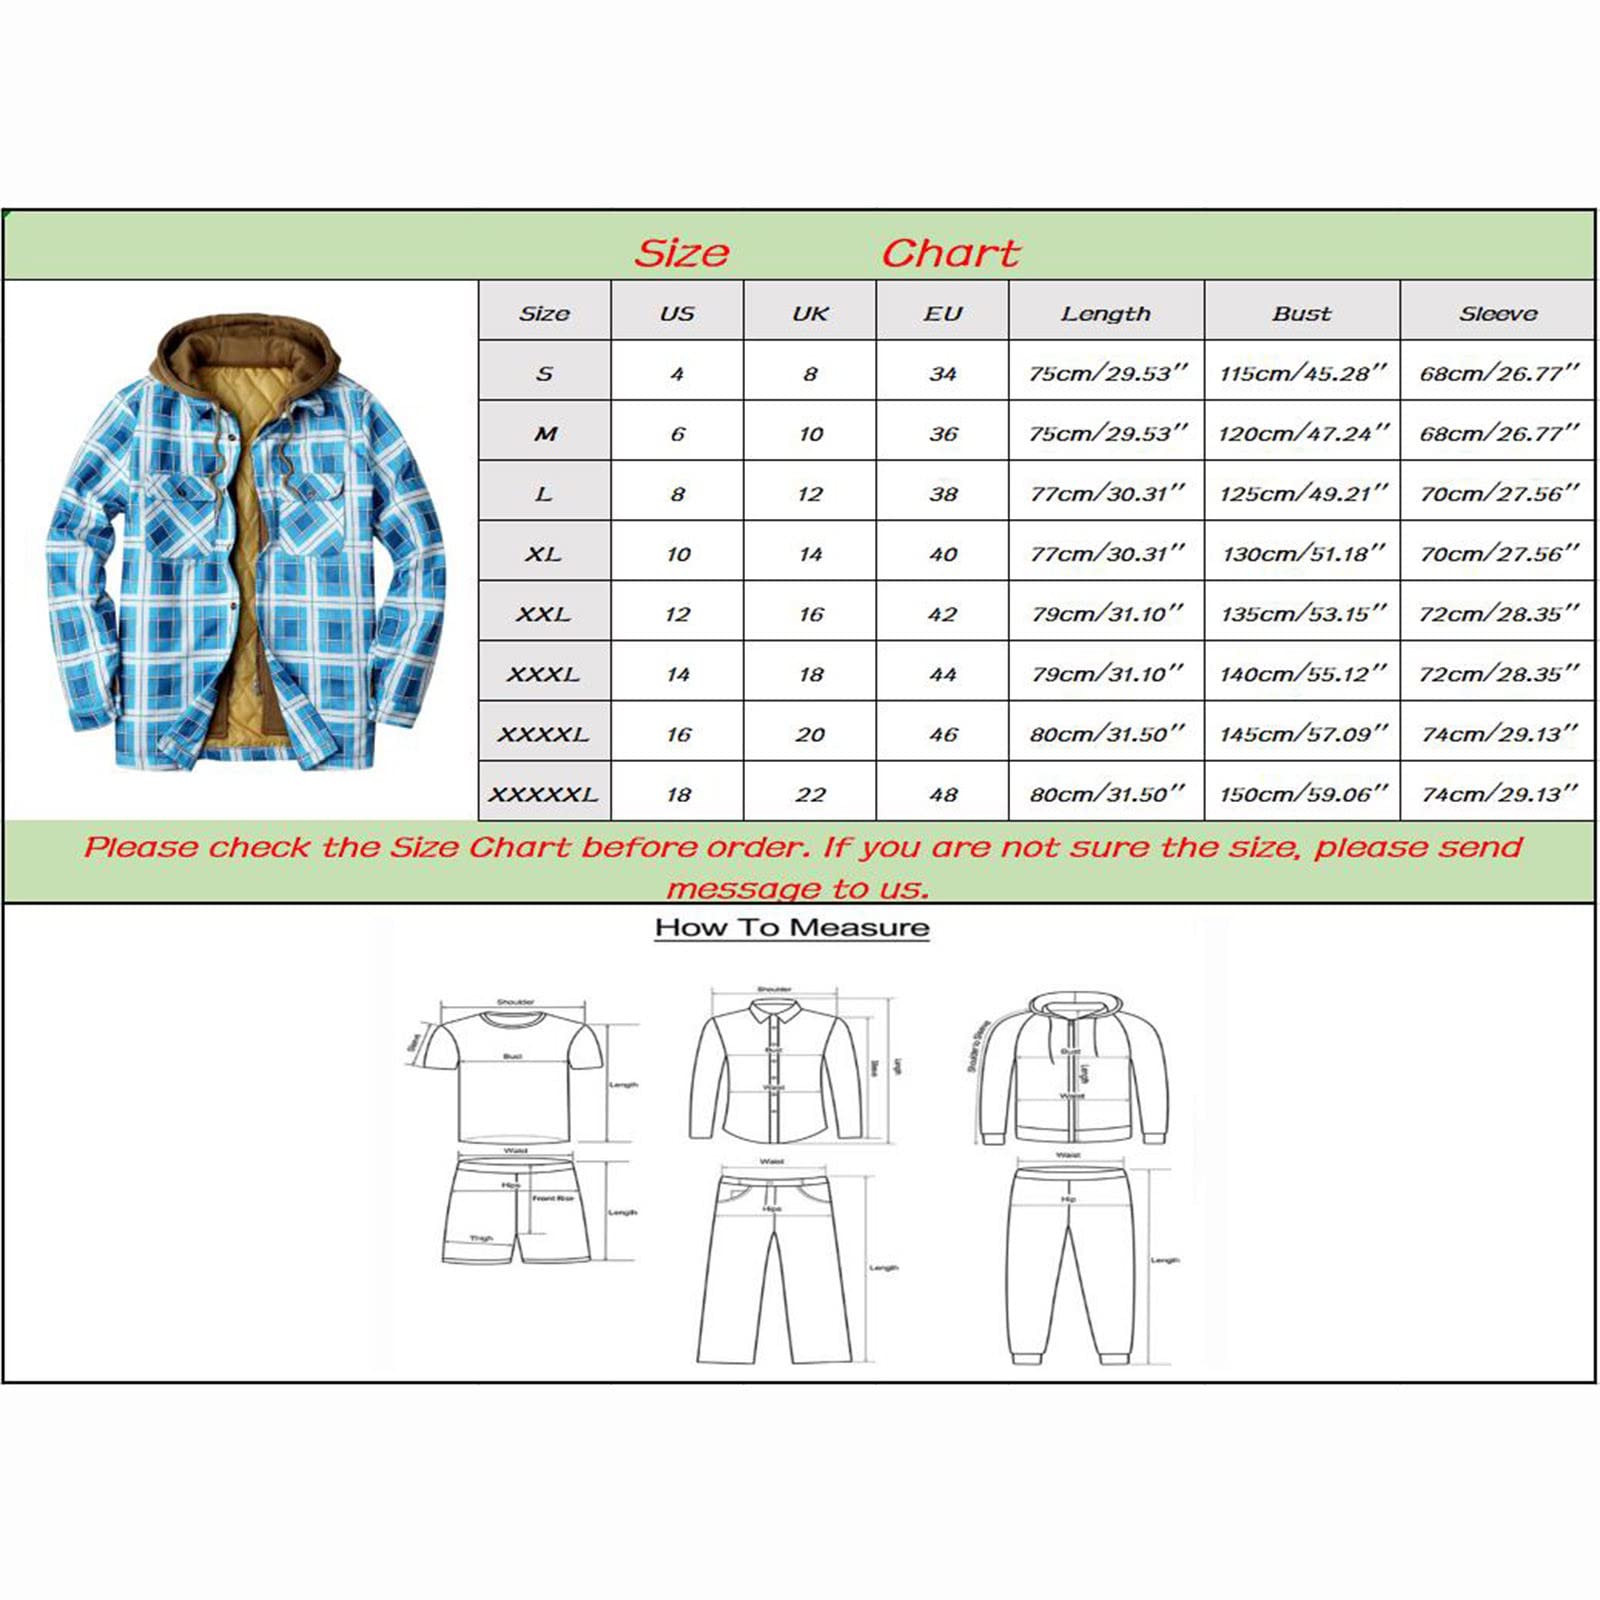 Size Chart
Size US UK EU Length Bust Sleeve
S 4 8 34 75cm/29.53" 115cm/45.28" 68cm/26.77"
M 6 10 36 75cm/29.53" 120cm/47.24" 68cm/26.77"
L 8 12 38 77cm/30.31" 125cm/49.21" 70cm/27.56"
XL 10 14 40 77cm/30.31" 130cm/51.18" 70cm/27.56"
XXL 12 16 42 79cm/31.10" 135cm/53.15" 72cm/28.35"
XXXL 14 18 44 79cm/31.10" 140cm/55.12" 72cm/28.35"
XXXXL 16 20 46 80cm/31.50" 145cm/57.09" 74cm/29.13"
XXXXXL 18 22 48 80cm/31.50" 150cm/59.06" 74cm/29.13"
Please check the Size Chart before order. If you are not sure the size, please send
message to us.
How To Measure
Shoulder
Sleeve
Bust
Length
Waist
Hips
Front Rise
Length
Thigh
Shoulder
Bust
Waist
Sleeve
Length
Waist
Hips
Length
Shoulder to Sleeve
Bust
Length
Waist
Waist
Hip
Length